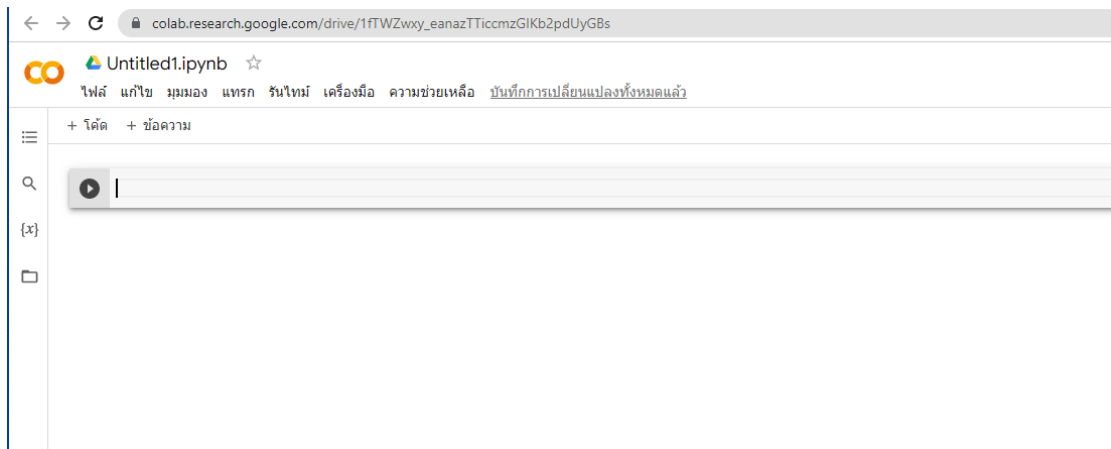 colab.research.google.com/drive/1fTWZwxy_eanazTTiccmzGIKb2pdUyGBs
CO Untitled1.ipynb
ไฟล์ แก้ไข มุมมอง แทรก รันไทม์ เครื่องมือ ความช่วยเหลือ บันทึกการเปลี่ยนแปลงทั้งหมดแล้ว
+ โค้ด + ข้อความ
{x}